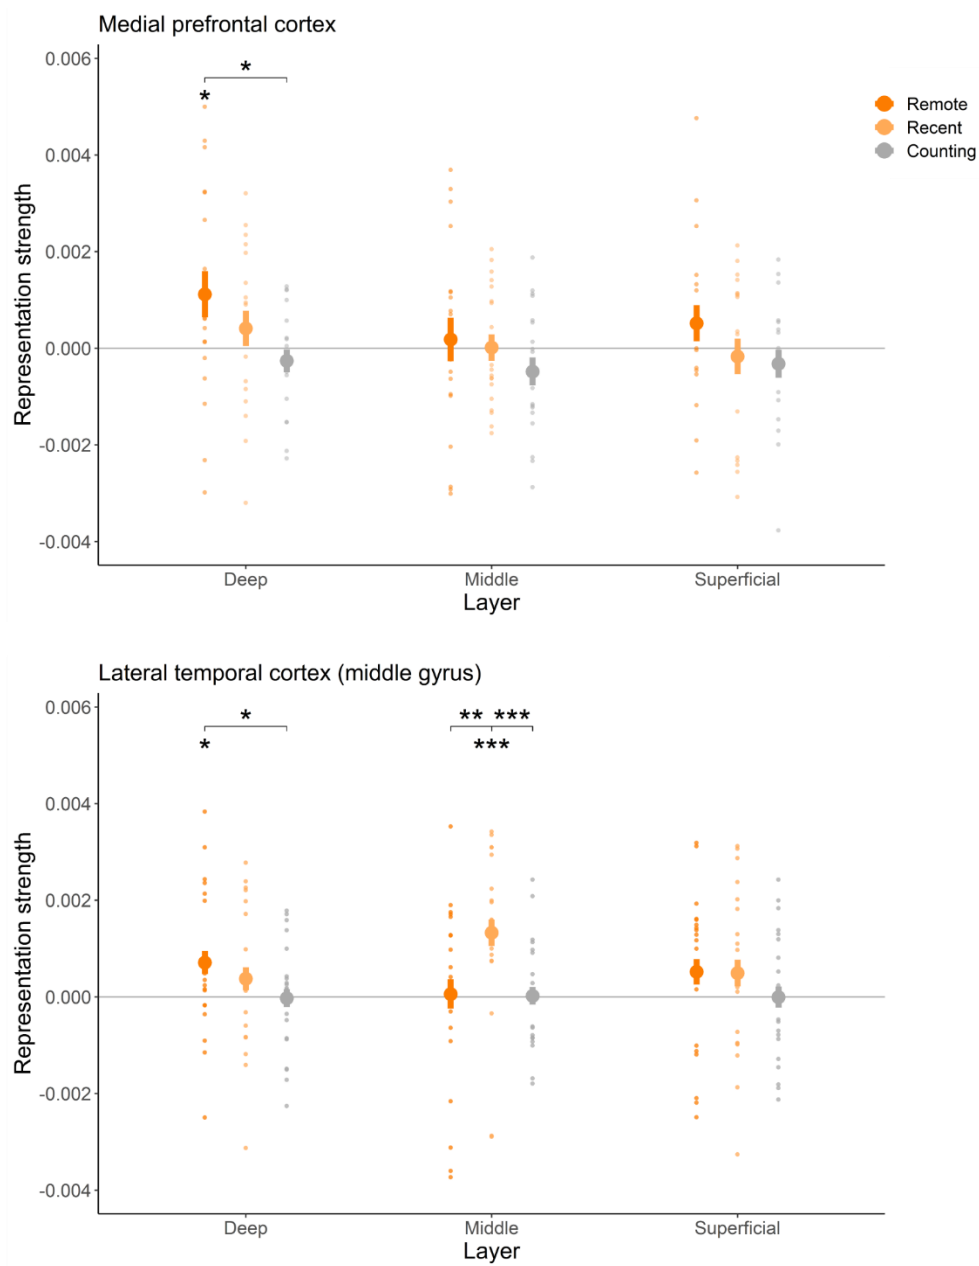 Medial prefrontal cortex
0.006
*
*
Remote
Recent
Counting
0.004
0.002
0.000
-0.002
-0.004
Representation strength
Deep Middle Superficial
Layer
Lateral temporal cortex (middle gyrus)
0.006
* ** ***
* ***
0.004
0.002
0.000
-0.002
-0.004
Representation strength
Deep Middle Superficial
Layer